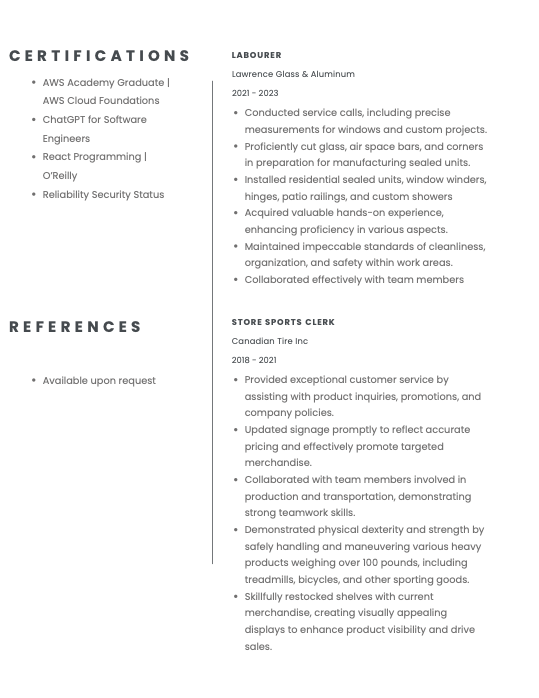 CERTIFICATIONS
AWS Academy Graduate |
AWS Cloud Foundations
ChatGPT for Software
Engineers
React Programming |
O'Reilly
Reliability Security Status
REFERENCES
Available upon request
LABOURER
Lawrence Glass & Aluminum
2021 - 2023
Conducted service calls, including precise
measurements for windows and custom projects.
Proficiently cut glass, air space bars, and corners
in preparation for manufacturing sealed units.
Installed residential sealed units, window winders,
hinges, patio railings, and custom showers
Acquired valuable hands-on experience,
enhancing proficiency in various aspects.
Maintained impeccable standards of cleanliness,
organization, and safety within work areas.
Collaborated effectively with team members
STORE SPORTS CLERK
Canadian Tire Inc
2018 - 2021
Provided exceptional customer service by
assisting with product inquiries, promotions, and
company policies.
Updated signage promptly to reflect accurate
pricing and effectively promote targeted
merchandise.
Collaborated with team members involved in
production and transportation, demonstrating
strong teamwork skills.
Demonstrated physical dexterity and strength by
safely handling and maneuvering various heavy
products weighing over 100 pounds, including
treadmills, bicycles, and other sporting goods.
Skillfully restocked shelves with current
merchandise, creating visually appealing
displays to enhance product visibility and drive
sales.